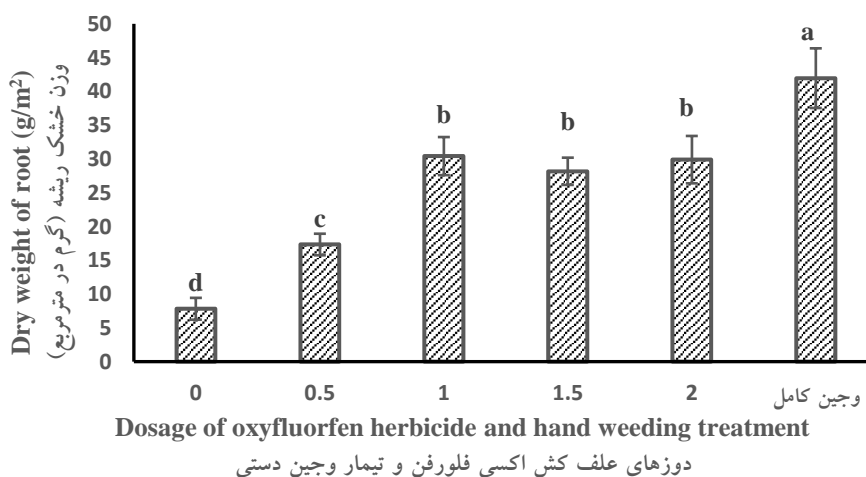 Dry weight of root (g/m²)
وزن خشک ریشه (گرم در مترمربع)
50
45
40
35
30
25
20
15
10
5
0
d
c
b
b
b
a
0
0.5
1
1.5
2
وجین کامل
Dosage of oxyfluorfen herbicide and hand weeding treatment
دوزهای علف کش اکسی فلورفن و تیمار وجین دستی